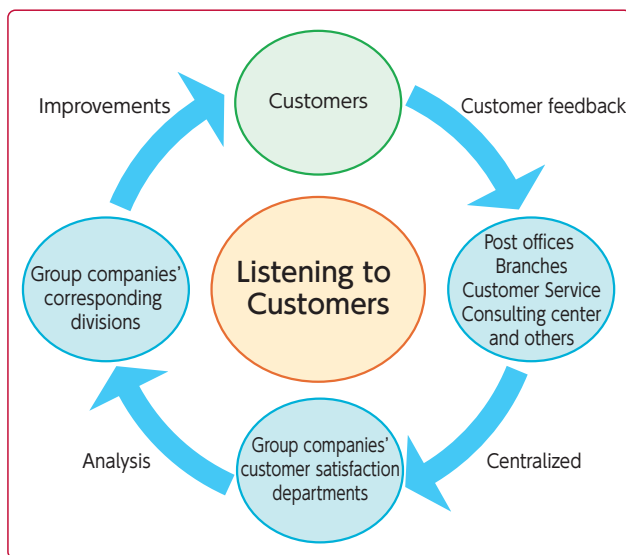 Customers
Customer feedback
Post offices
Branches
Customer Service
Consulting center
and others
Centralized
Group companies’
customer satisfaction
departments
Analysis
Group companies’
corresponding
divisions
Improvements
Listening to
Customers